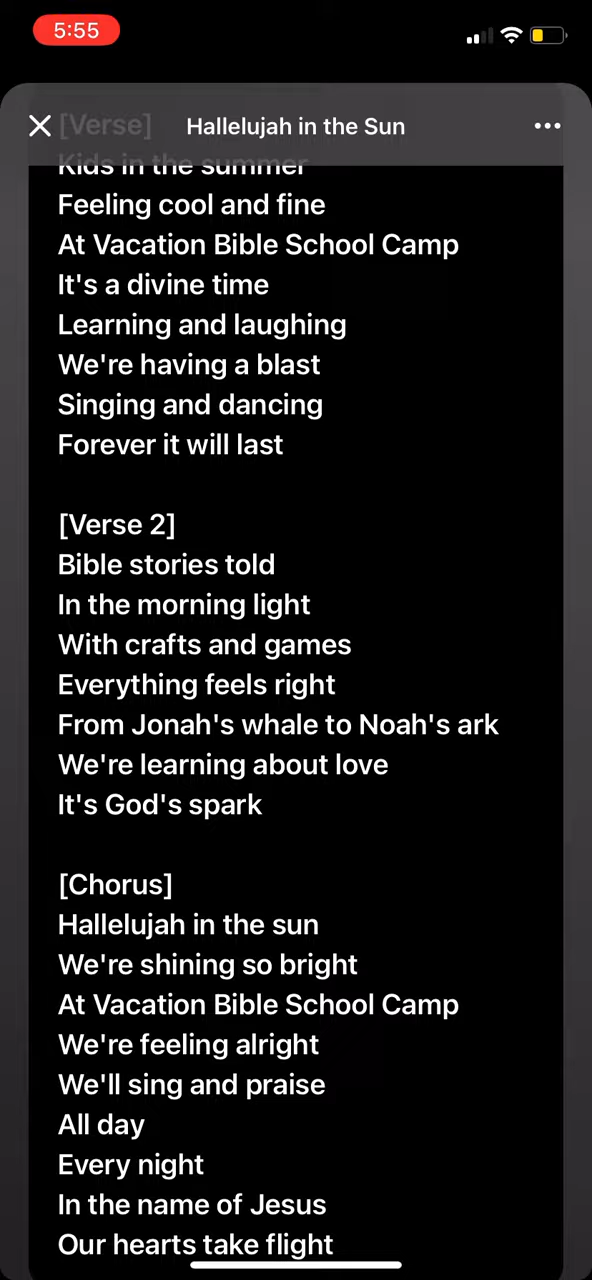 5:55
[Verse]
Hallelujah in the Sun
Kids in the summer
Feeling cool and fine
At Vacation Bible School Camp
It's a divine time
Learning and laughing
We're having a blast
Singing and dancing
Forever it will last
[Verse 2]
Bible stories told
In the morning light
With crafts and games
Everything feels right
From Jonah's whale to Noah's ark
We're learning about love
It's God's spark
[Chorus]
Hallelujah in the sun
We're shining so bright
At Vacation Bible School Camp
We're feeling alright
We'll sing and praise
All day
Every night
In the name of Jesus
Our hearts take flight